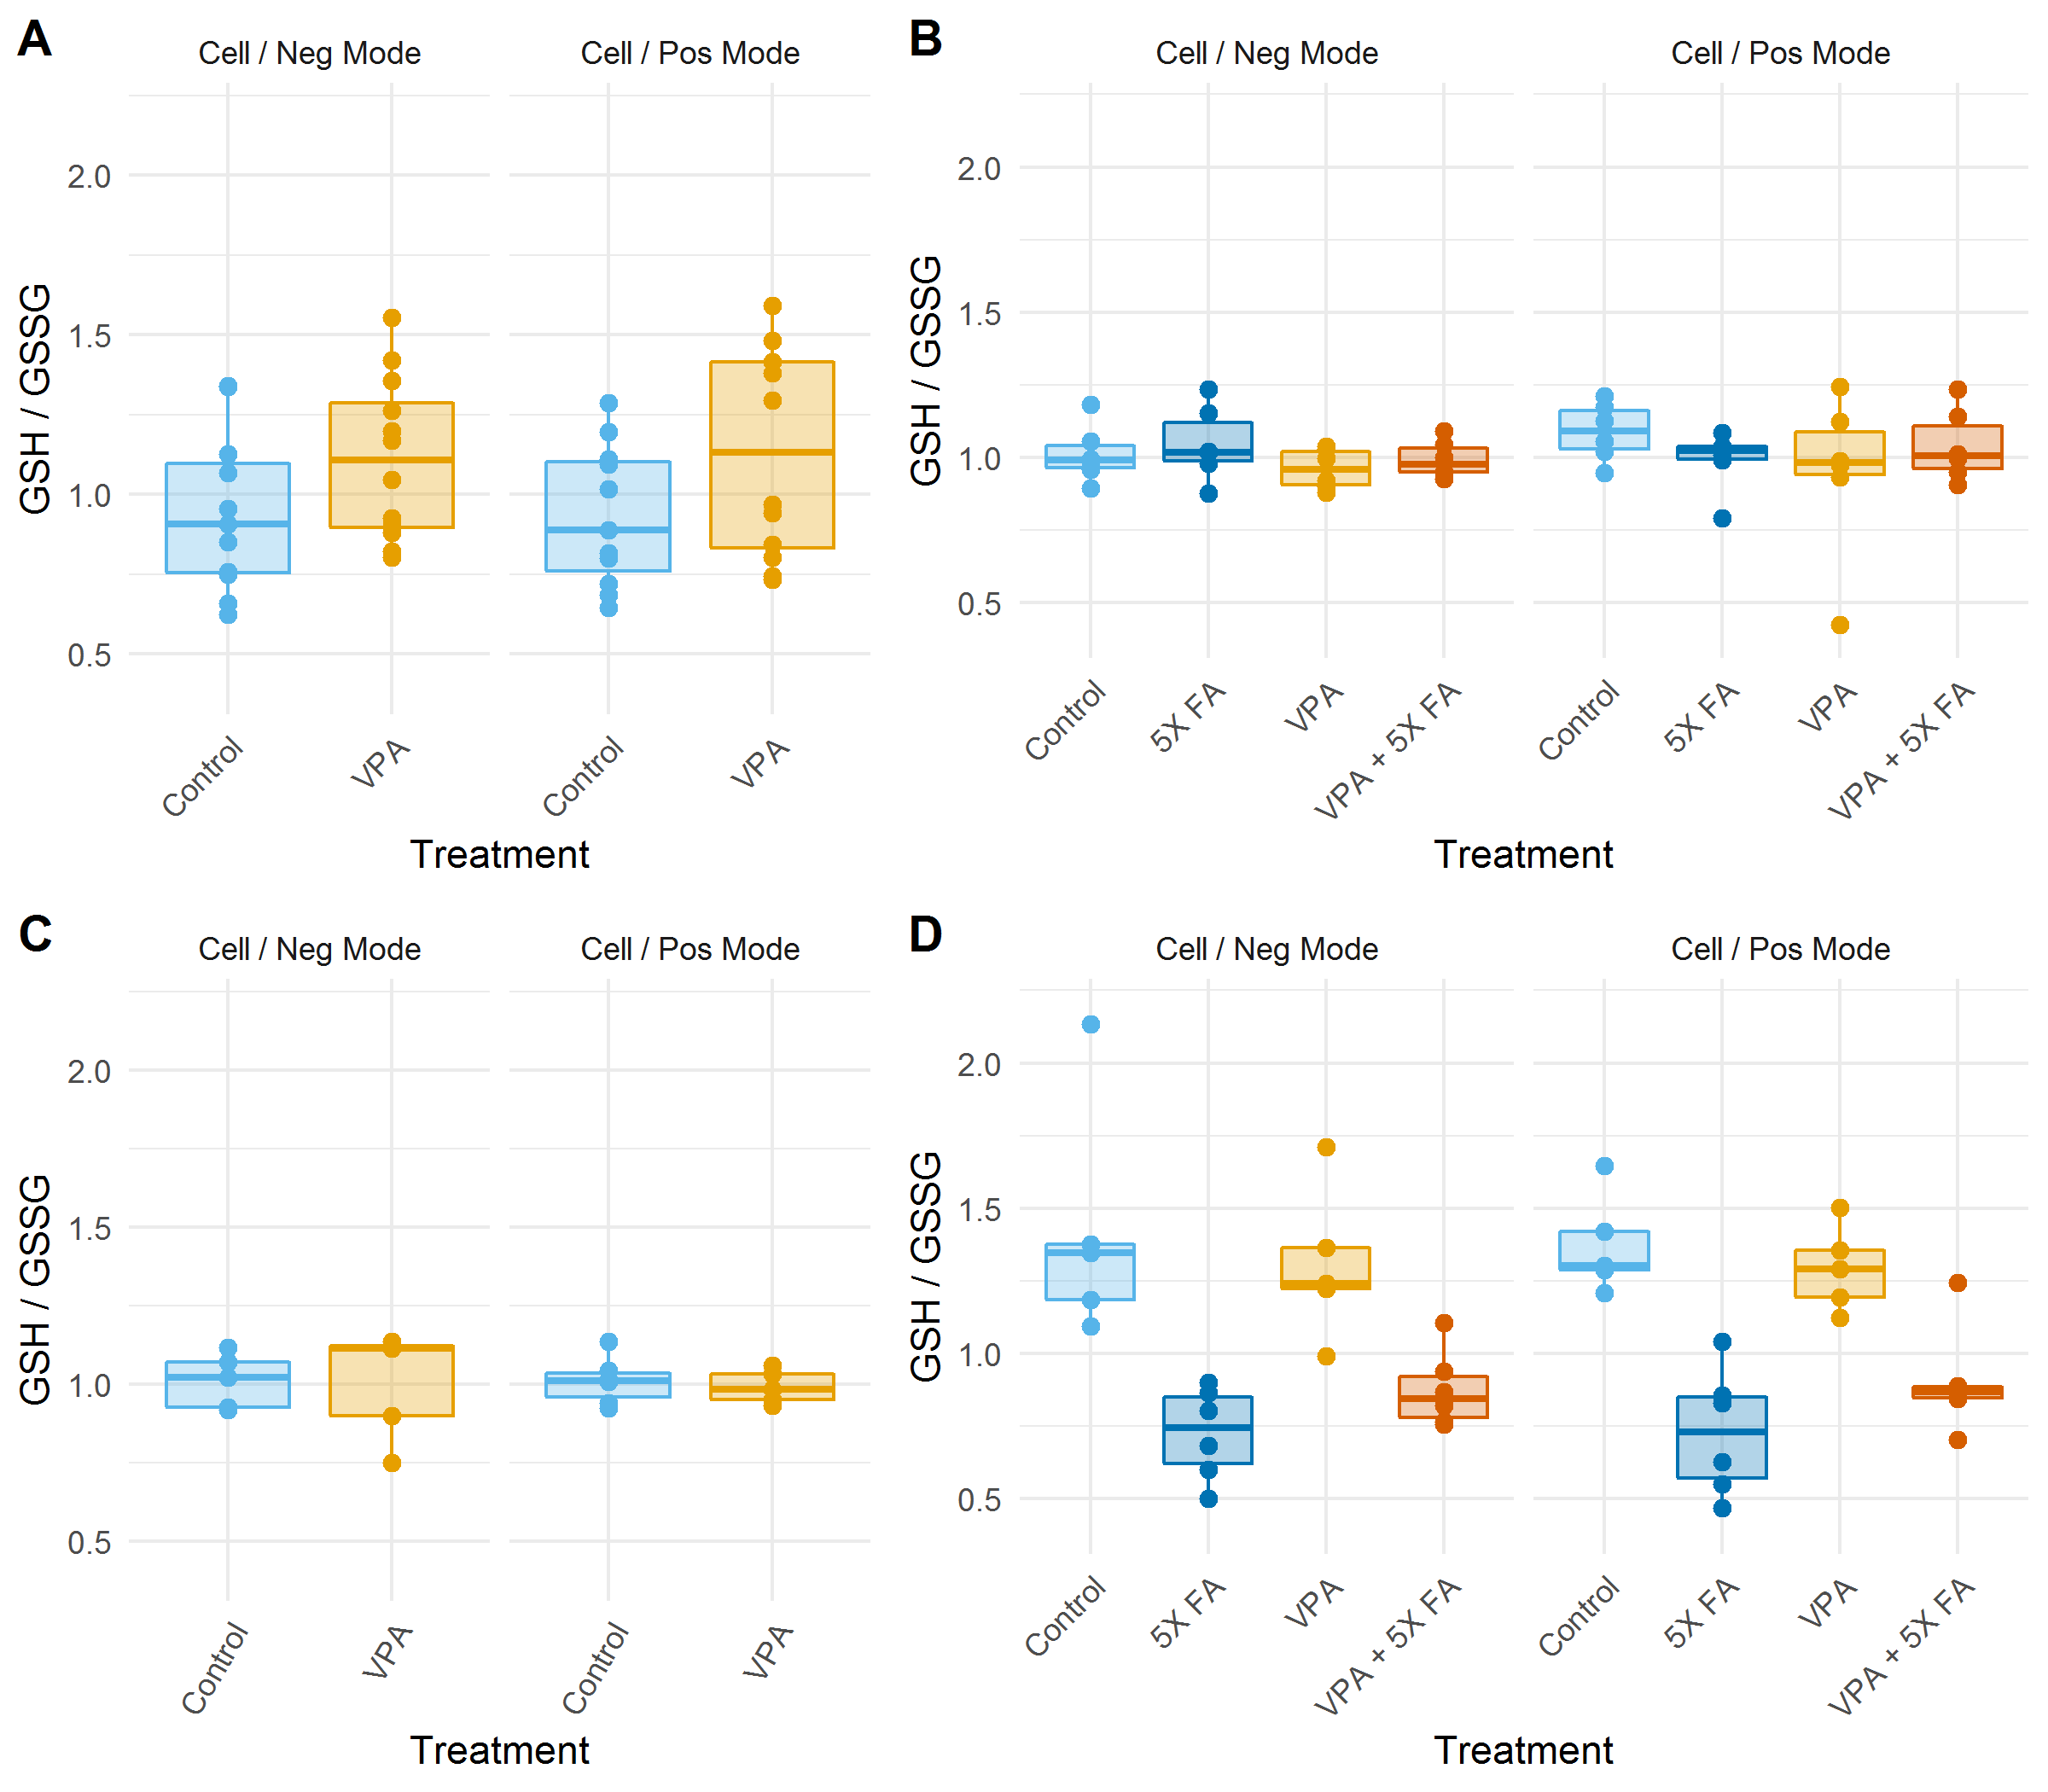 A
Cell / Neg Mode
Cell / Pos Mode
GSH / GSSG
2.0
1.5
1.0
0.5
Control
VPA
Control
VPA
Treatment
B
Cell / Neg Mode
Cell / Pos Mode
GSH / GSSG
2.0
1.5
1.0
0.5
Control
5X FA
VPA
VPA + 5X FA
Control
5X FA
VPA
VPA + 5X FA
Treatment
C
Cell / Neg Mode
Cell / Pos Mode
GSH / GSSG
2.0
1.5
1.0
0.5
Control
VPA
Control
VPA
Treatment
D
Cell / Neg Mode
Cell / Pos Mode
GSH / GSSG
2.0
1.5
1.0
0.5
Control
5X FA
VPA
VPA + 5X FA
Control
5X FA
VPA
VPA + 5X FA
Treatment